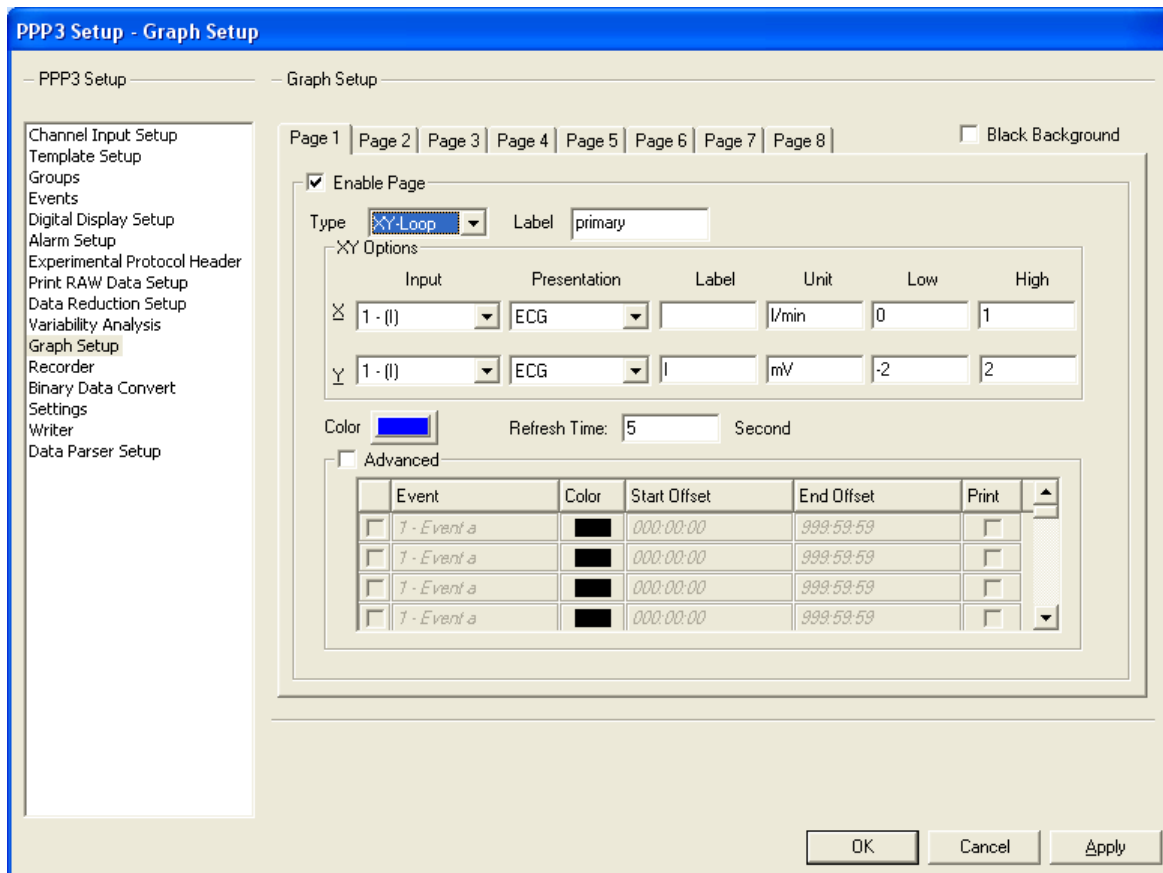 PPP3 Setup - Graph Setup
PPP3 Setup
Channel Input Setup
Template Setup
Groups
Events
Digital Display Setup
Alarm Setup
Experimental Protocol Header
Print RAW Data Setup
Data Reduction Setup
Variability Analysis
Graph Setup
Recorder
Binary Data Convert
Settings
Writer
Data Parser Setup
Graph Setup
Page 1 Page 2 Page 3 Page 4 Page 5 Page 6 Page 7 Page 8 Black Background
Enable Page
Type XY-Loop Label primary
XY Options
Input Presentation Label Unit Low High
X 1 - (I) ECG l/min 0 1
Y 1 - (I) ECG I mV -2 2
Color Refresh Time: 5 Second
Advanced
Event Color Start Offset End Offset Print
1 - Event a 000:00:00 999:59:59
1 - Event a 000:00:00 999:59:59
1 - Event a 000:00:00 999:59:59
1 - Event a 000:00:00 999:59:59
OK Cancel Apply